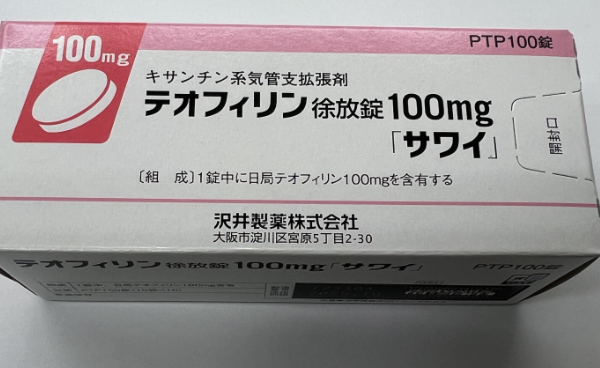 100mg
PTP100錠
キサンチン系気管支拡張剤
テオフィリン徐放錠100mg
「サワイ」
開封口
〔組 成〕1錠中に日局テオフィリン100mgを含有する
沢井製薬株式会社
大阪市淀川区宮原5丁目2-30
テオフィリン徐放錠100mg「サワイ」
PTP100錠